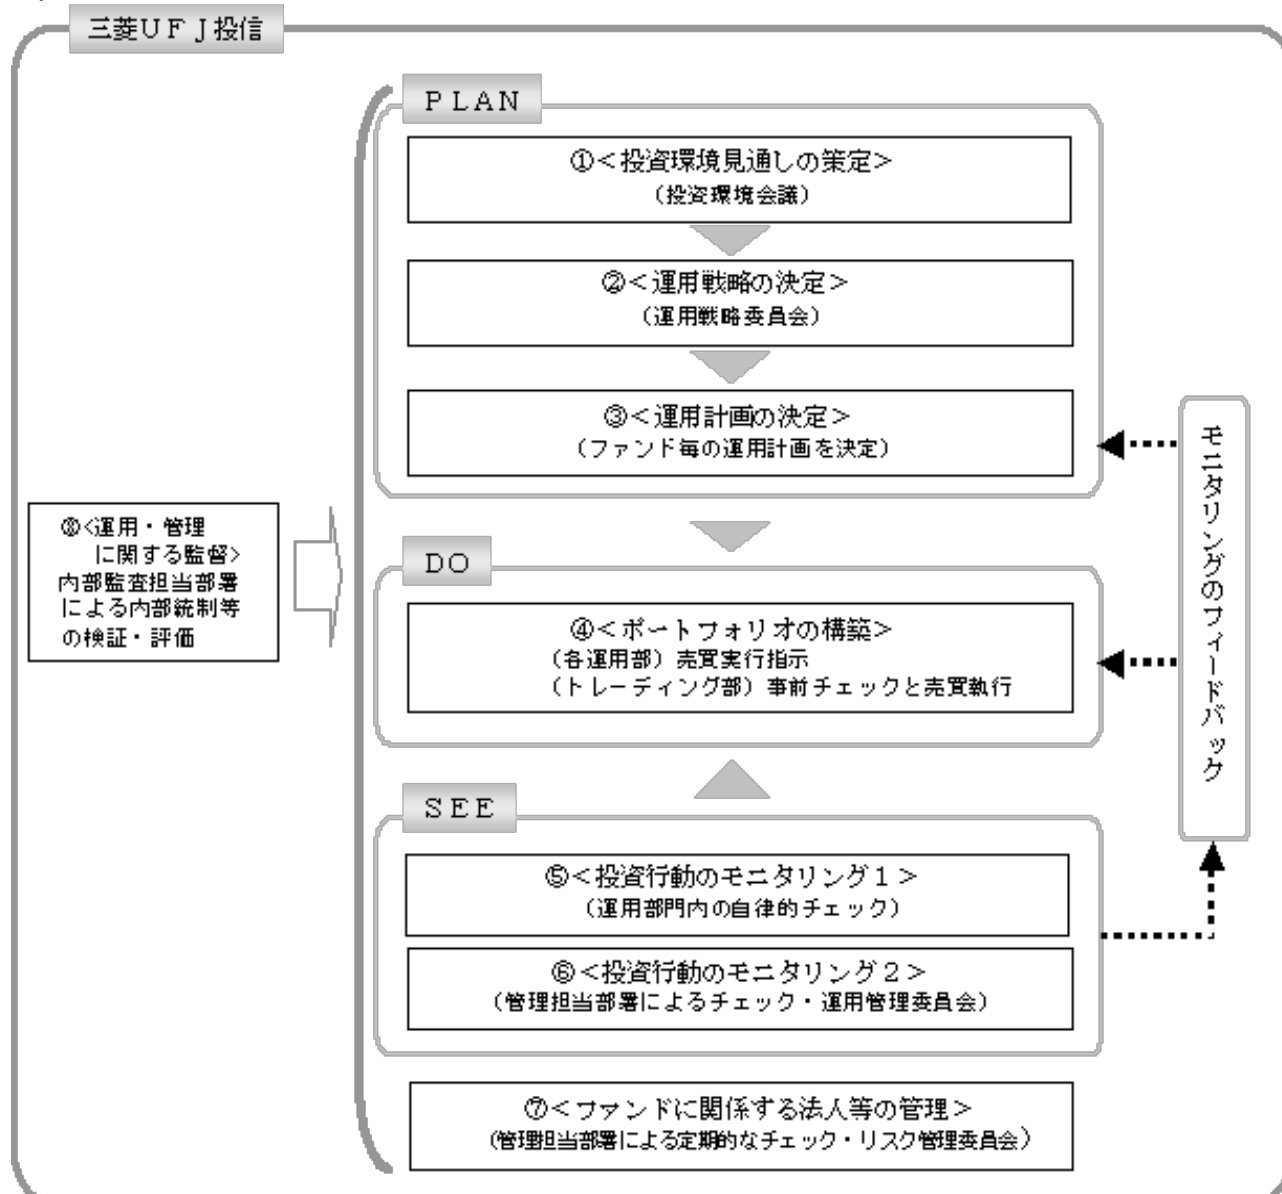 三菱ＵＦＪ投信
ＰＬＡＮ
①＜投資環境見通しの策定＞
（投資環境会議）
②＜運用戦略の決定＞
（運用戦略委員会）
③＜運用計画の決定＞
（ファンド毎の運用計画を決定）
モニタリングのフィードバック
⑧＜運用・管理
に関する監督＞
内部監査担当部署
による内部統制等
の検証・評価
ＤＯ
④＜ポートフォリオの構築＞
（各運用部）売買実行指示
（トレーディング部）事前チェックと売買執行
ＳＥＥ
⑤＜投資行動のモニタリング１＞
（運用部門内の自律的チェック）
⑥＜投資行動のモニタリング２＞
（管理担当部署によるチェック・運用管理委員会）
⑦＜ファンドに関係する法人等の管理＞
（管理担当部署による定期的なチェック・リスク管理委員会）